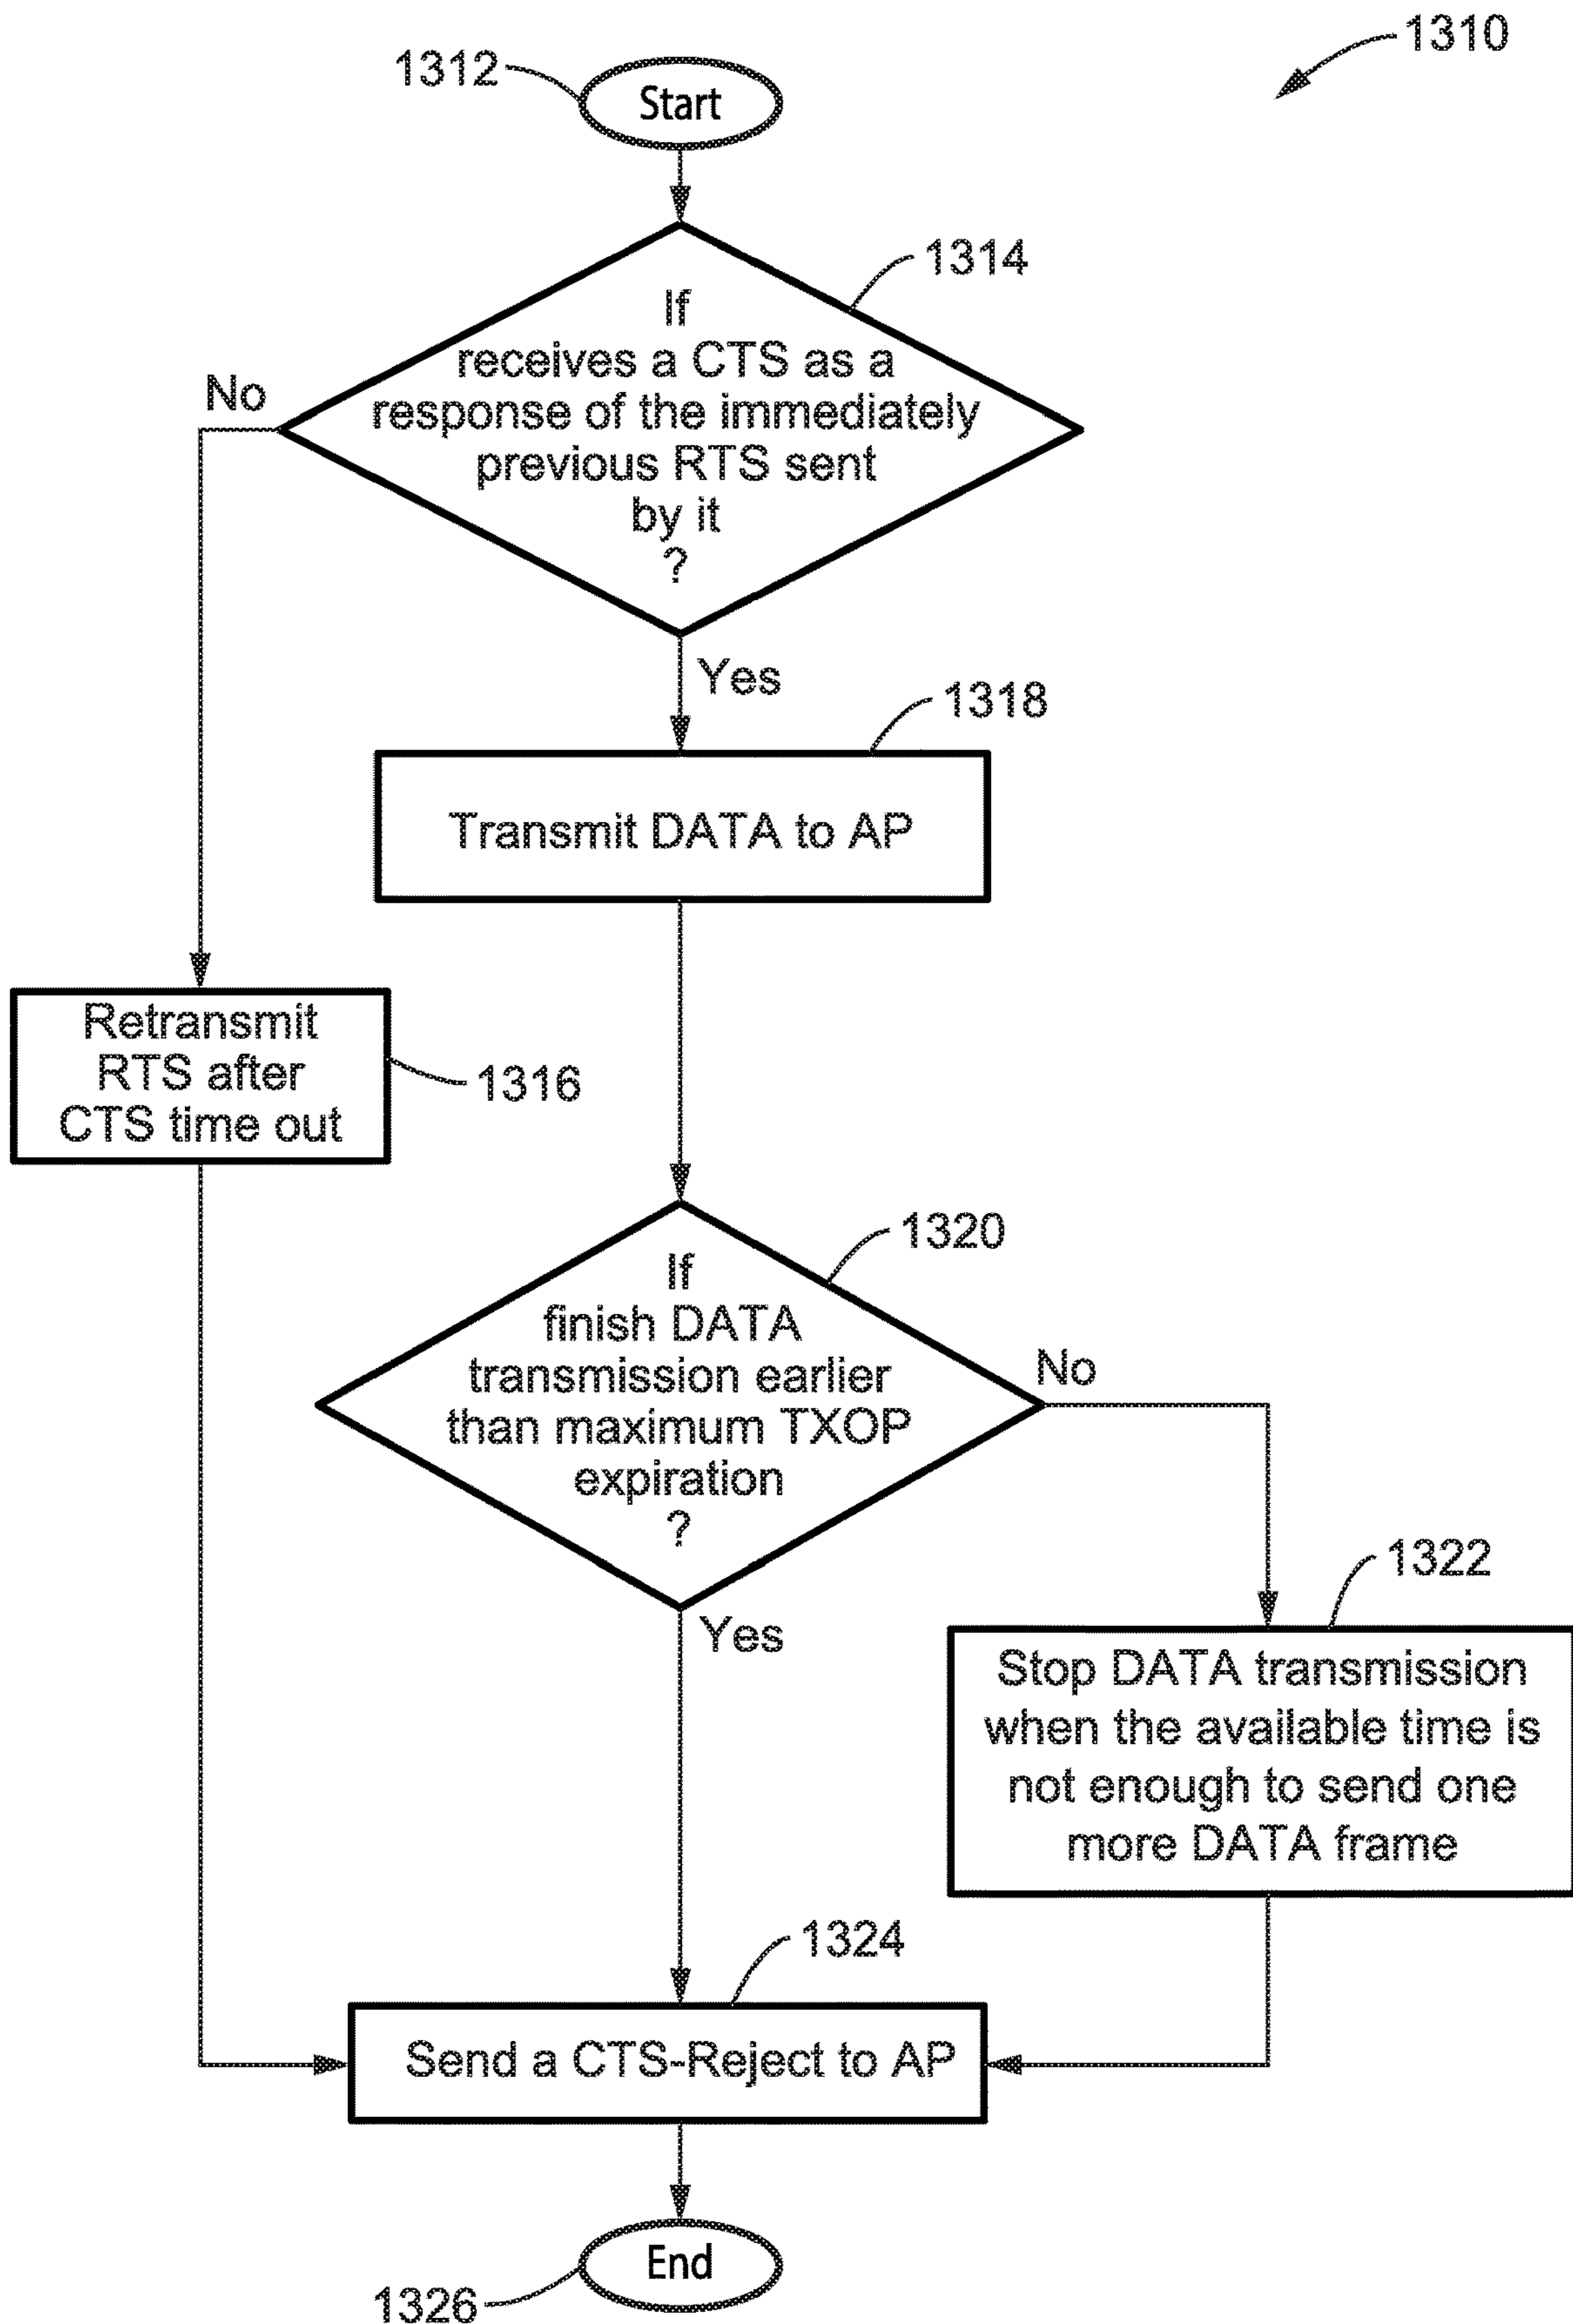 1310
1312
Start
1314
If
receives a CTS as a
response of the immediately
previous RTS sent
by it
?
No
Yes
1318
Transmit DATA to AP
Retransmit
RTS after
CTS time out
1316
1320
If
finish DATA
transmission earlier
than maximum TXOP
expiration
?
No
Yes
1322
Stop DATA transmission
when the available time is
not enough to send one
more DATA frame
1324
Send a CTS-Reject to AP
End
1326